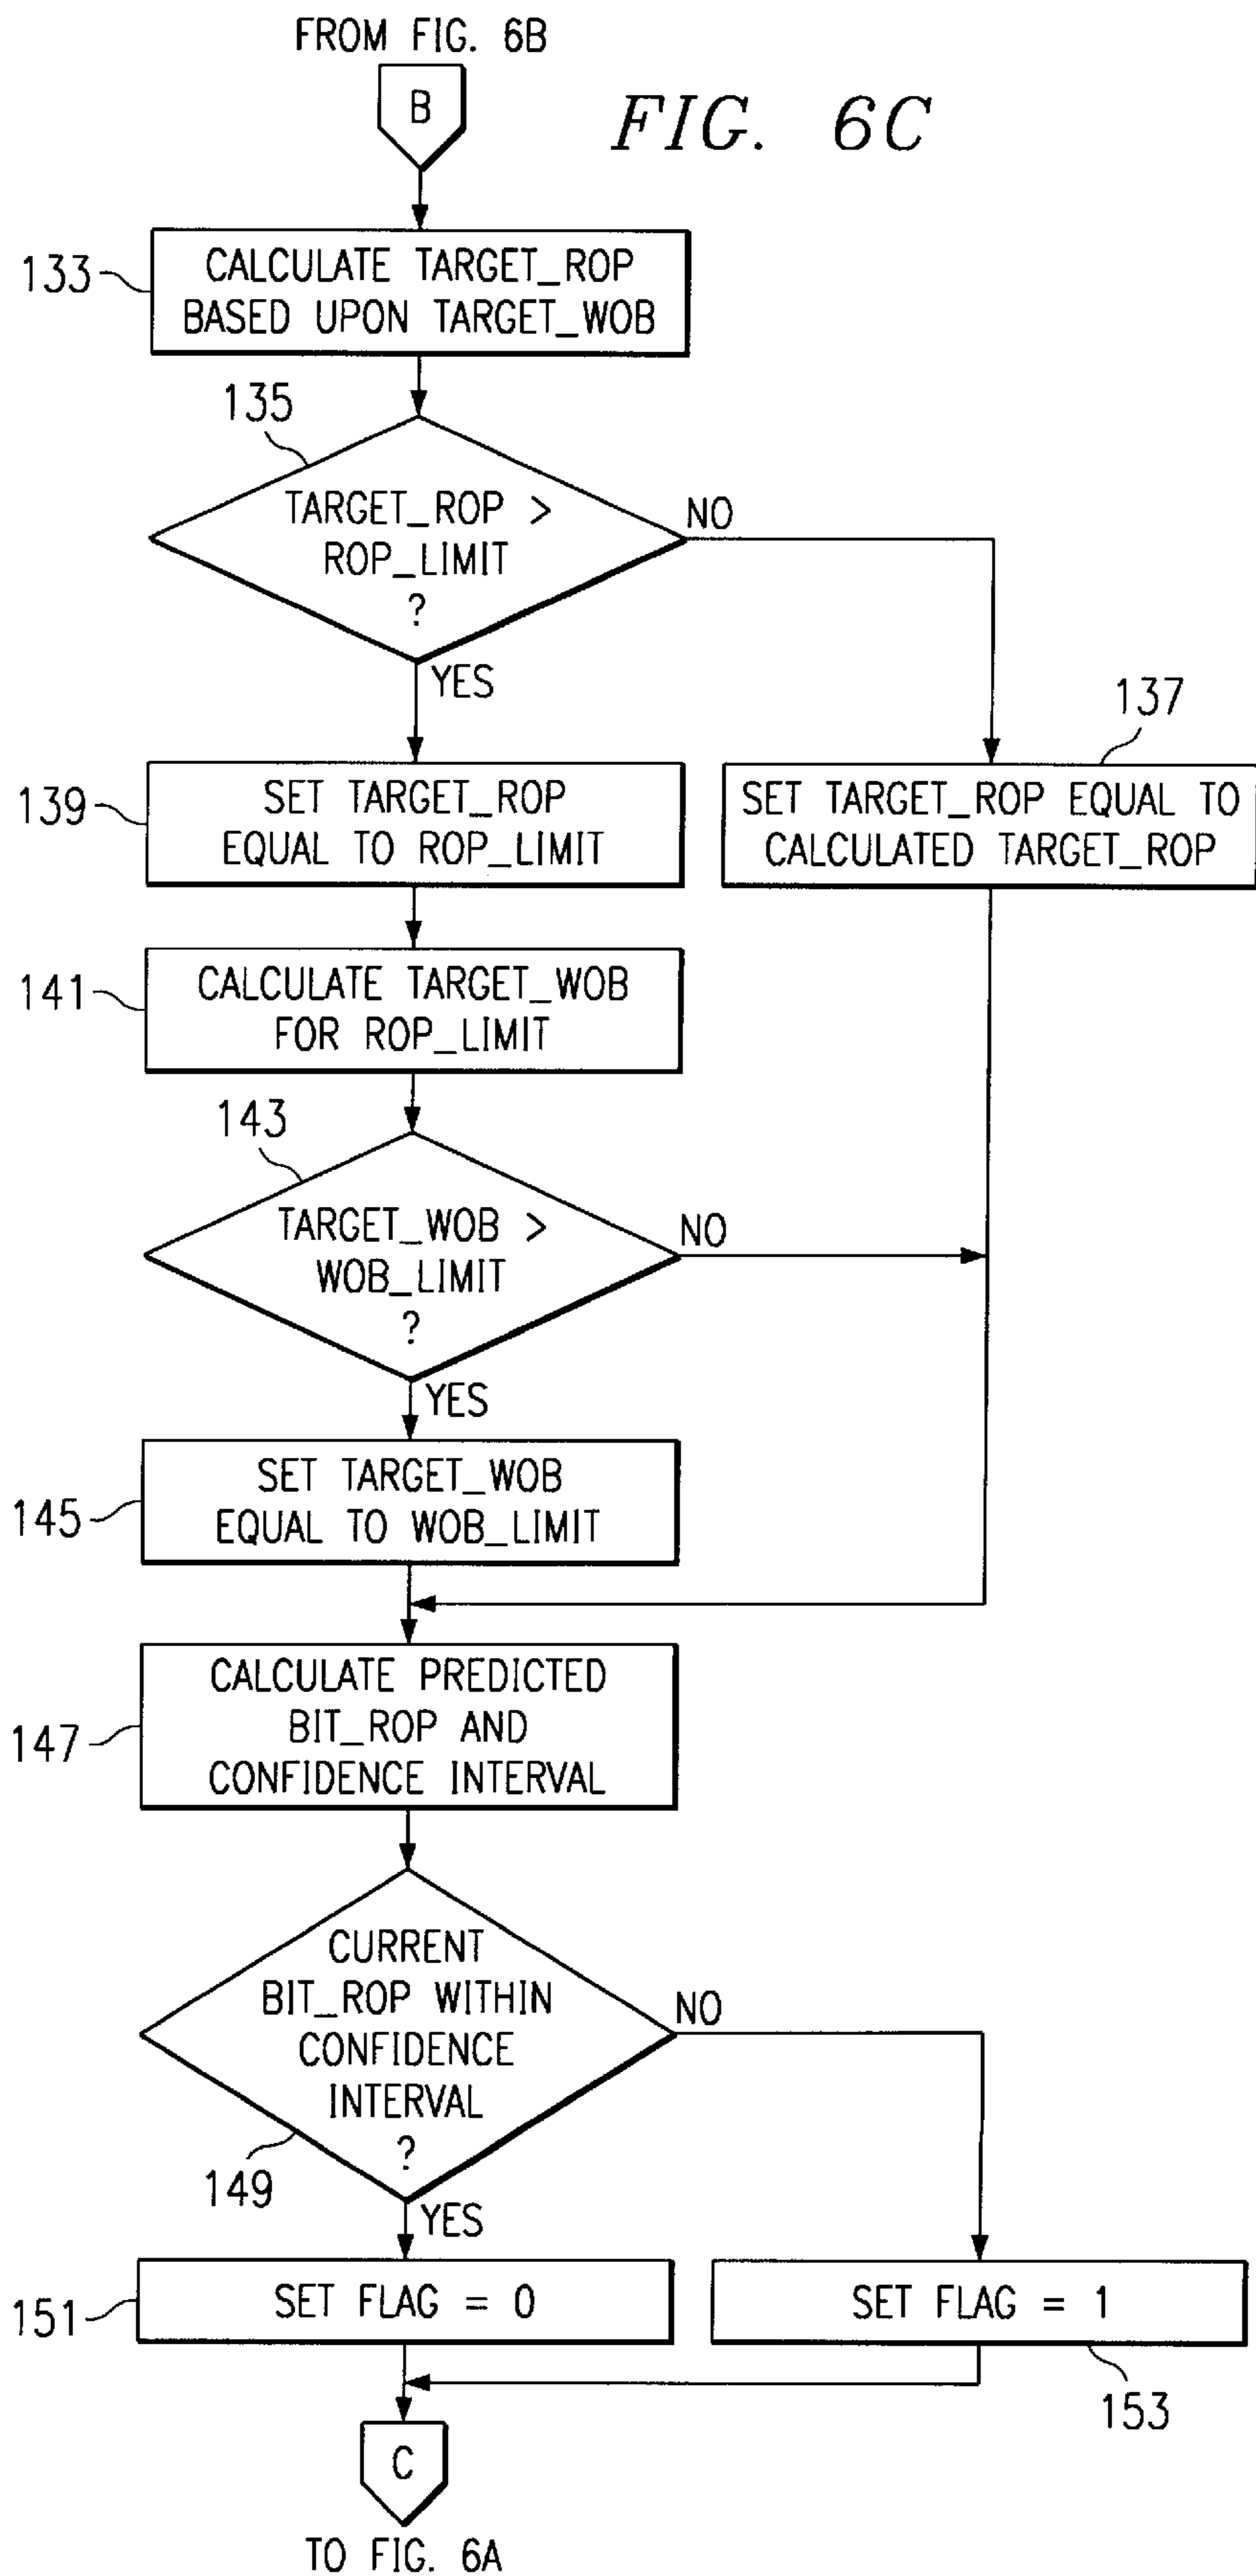 FROM FIG. 6B
B
FIG. 6C
133
CALCULATE TARGET_ROP
BASED UPON TARGET_WOB
135
TARGET_ROP >
ROP_LIMIT
?
NO
YES
137
139
SET TARGET_ROP
EQUAL TO ROP_LIMIT
SET TARGET_ROP EQUAL TO
CALCULATED TARGET_ROP
141
CALCULATE TARGET_WOB
FOR ROP_LIMIT
143
TARGET_WOB >
WOB_LIMIT
?
NO
YES
145
SET TARGET_WOB
EQUAL TO WOB_LIMIT
147
CALCULATE PREDICTED
BIT_ROP AND
CONFIDENCE INTERVAL
CURRENT
BIT_ROP WITHIN
CONFIDENCE
INTERVAL
?
NO
149
YES
151
SET FLAG = 0
SET FLAG = 1
153
C
TO FIG. 6A